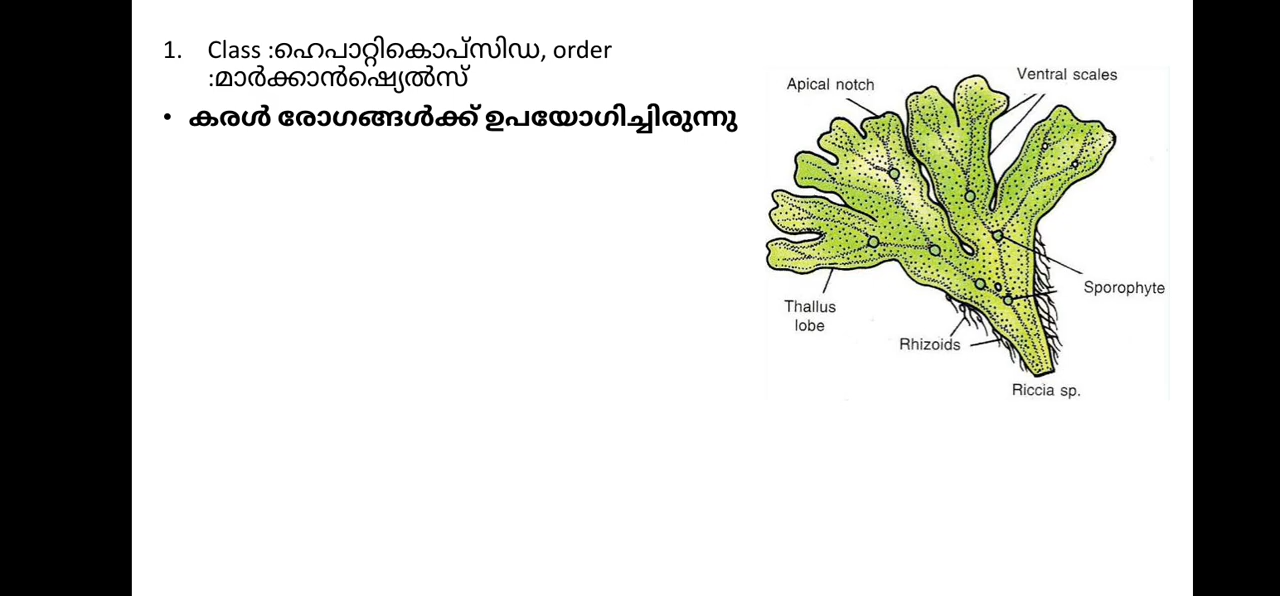 1. Class :ഹെപാറ്റികൊപ്സിഡ, order
:മാർക്കാൻഷ്യെൽസ്
• കരൾ രോഗങ്ങൾക്ക് ഉപയോഗിച്ചിരുന്നു
Apical notch
Ventral scales
Sporophyte
Thallus
lobe
Rhizoids
Riccia sp.